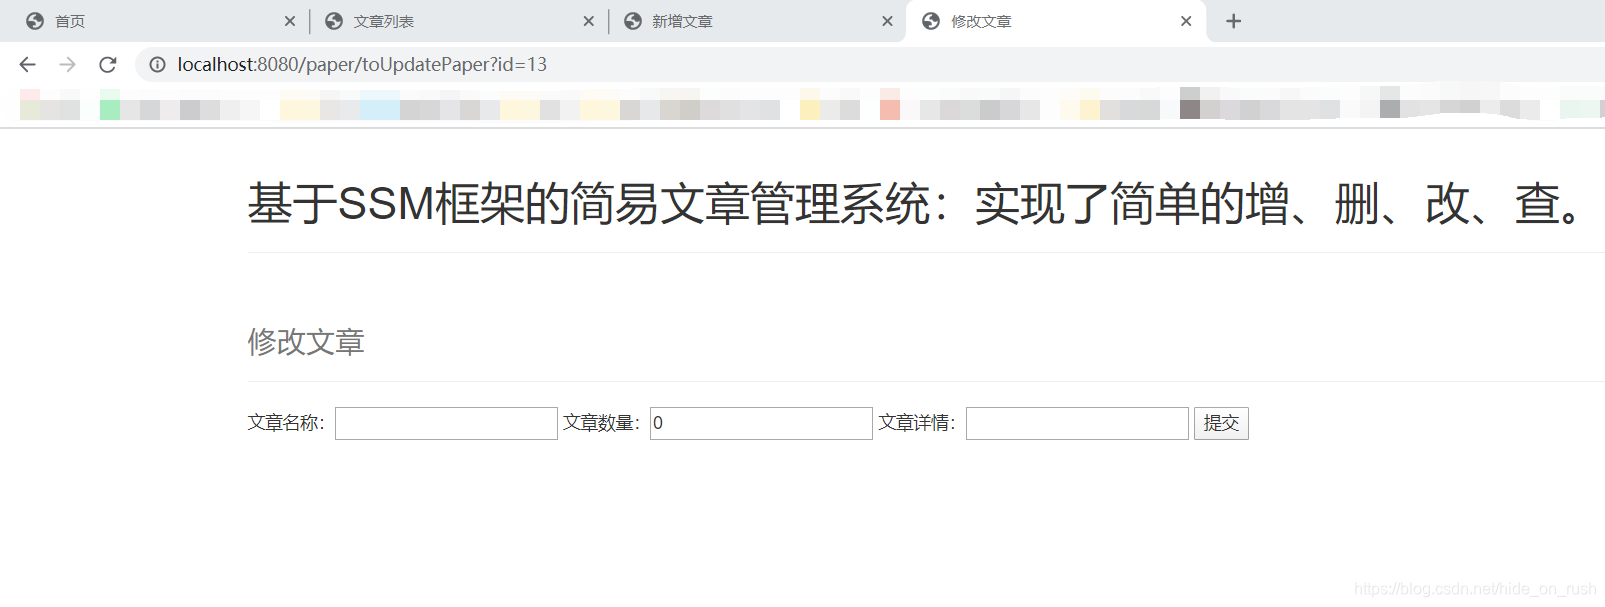 首页 文章列表 新增文章 修改文章
localhost:8080/paper/toUpdatePaper?id=13
基于SSM框架的简易文章管理系统：实现了简单的增、删、改、查。
修改文章
文章名称： 文章数量：0 文章详情： 提交
https://blog.csdn.net/hide_on_rush